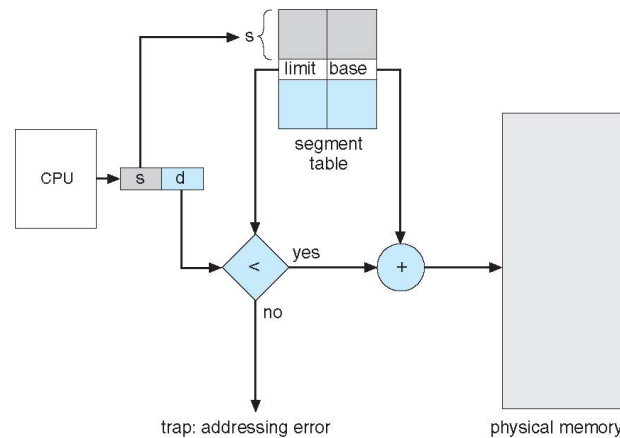 s
limit base
segment
table
CPU
s d
<
yes
+
no
trap: addressing error
physical memory